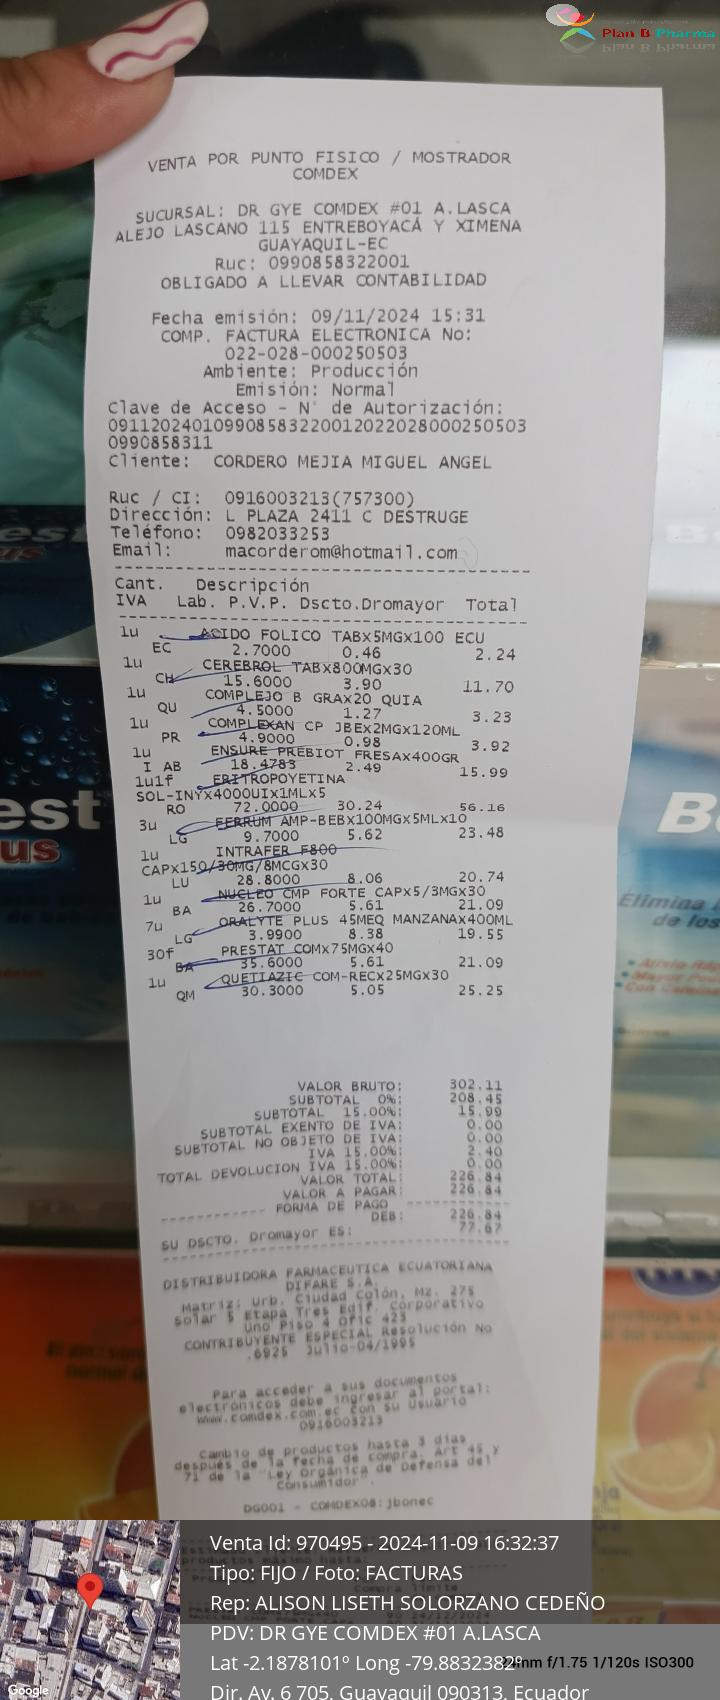 Plan B Pharma
VENTA POR PUNTO FISICO / MOSTRADOR
COMDEX
SUCURSAL: DR GYE COMDEX #01 A.LASCA
ALEJO LASCANO 115 ENTREBOYACÁ Y XIMENA
GUAYAQUIL-EC
Ruc: 0990858322001
OBLIGADO A LLEVAR CONTABILIDAD
Fecha emisión: 09/11/2024 15:31
COMP. FACTURA ELECTRONICA No:
022-028-000250503
Ambiente: Producción
Emisión: Normal
Clave de Acceso - N° de Autorización:
091120240109908583220012022028000250503
0990858311
Cliente: CORDERO MEJIA MIGUEL ANGEL
Ruc / CI: 0916003213(757300)
Dirección: L PLAZA 2411 C DESTRUGE
Teléfono: 0982033253
Email: macorderom@hotmail.com
Cant. Descripción
IVA Lab. P.V.P. Dscto.Dromayor Total
1u ACIDO FOLICO TABx5MGx100 ECU
EC 2.7000 0.46 2.24
1u CEREBROL TABx800MGx30
CH 15.6000 3.90 11.70
1u COMPLEJO B GRAx20 QUIA
QU 4.5000 1.27 3.23
1u COMPLEXAN CP JBEx2MGx120ML
PR 4.9000 0.98 3.92
1u ENSURE PREBIOT FRESAx400GR
I AB 18.4783 2.49 15.99
1u1f ERITROPOYETINA
SOL-INYx4000UIx1MLx5
RO 72.0000 30.24 56.16
3u FERRUM AMP-BEBx100MGx5MLx10
LG 9.7000 5.62 23.48
1u INTRAFER F800
CAPx150/30MG/8MCGx30
LU 28.8000 8.06 20.74
1u NUCLEO CMP FORTE CAPx5/3MGx30
BA 26.7000 5.61 21.09
7u ORALYTE PLUS 45MEQ MANZANAx400ML
LG 3.9900 8.38 19.55
30f PRESTAT COMx75MGx40
BA 35.6000 5.61 21.09
1u QUETIAZIC COM-RECx25MGx30
QM 30.3000 5.05 25.25
VALOR BRUTO: 302.11
SUBTOTAL 0%: 208.45
SUBTOTAL 15.00%: 15.99
SUBTOTAL EXENTO DE IVA: 0.00
SUBTOTAL NO OBJETO DE IVA: 0.00
IVA 15.00%: 2.40
TOTAL DEVOLUCION IVA 15.00%: 0.00
VALOR TOTAL: 226.84
VALOR A PAGAR: 226.84
FORMA DE PAGO
DEB: 226.84
SU DSCTO. Dromayor ES: 77.67
DISTRIBUIDORA FARMACEUTICA ECUATORIANA
DIFARE S.A.
Matriz: Urb. Ciudad Colón, Mz. 275
Solar 5 Etapa Tres Edif. Corporativo
Uno Piso 4 Ofic 425
CONTRIBUYENTE ESPECIAL Resolución No
.6925 Julio-04/1995
Para acceder a sus documentos
electrónicos debe ingresar al portal:
www.comdex.com.ec con su Usuario
0916003213
Cambio de productos hasta 3 días
después de la fecha de compra. Art 45 y
71 de la "Ley Orgánica de Defensa del
Consumidor".
DG001 - COMDEX08:jbonec
Venta Id: 970495 - 2024-11-09 16:32:37
Tipo: FIJO / Foto: FACTURAS
Rep: ALISON LISETH SOLORZANO CEDEÑO
PDV: DR GYE COMDEX #01 A.LASCA
Lat -2.1878101º Long -79.8832382º
mm f/1.75 1/120s ISO300
Dir. Av. 6 705, Guayaquil 090313, Ecuador
Google